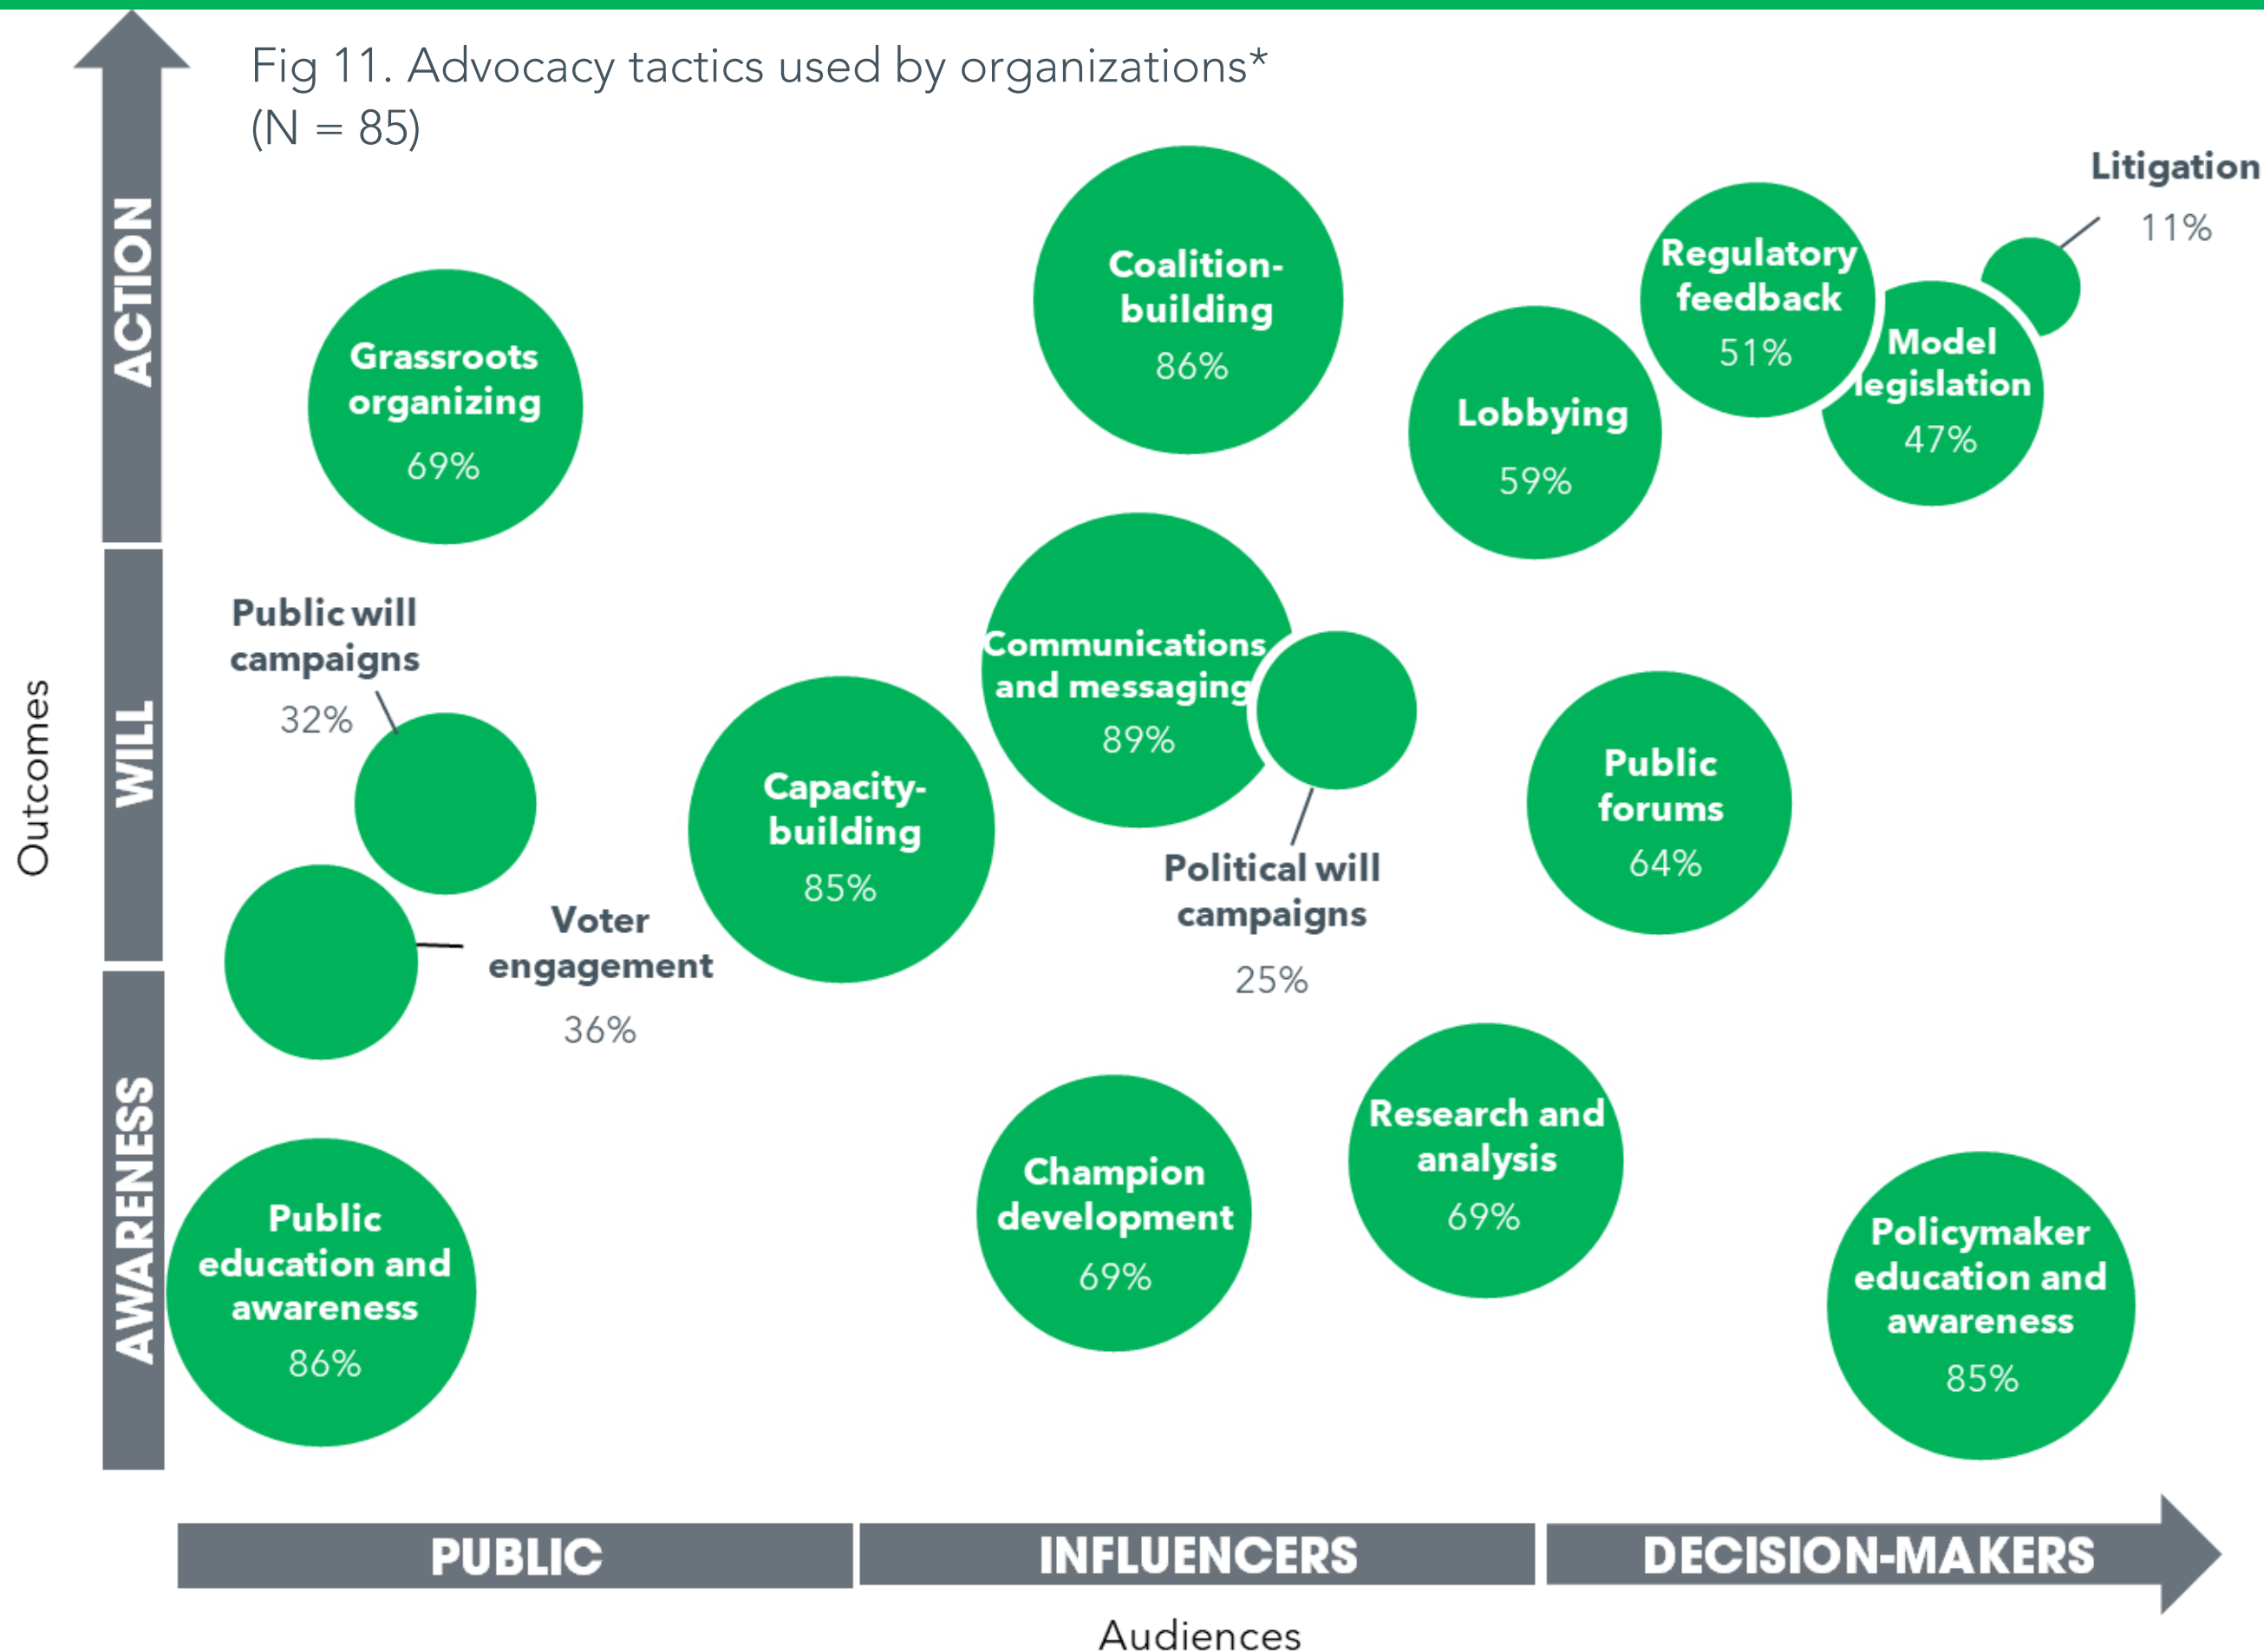 Fig 11. Advocacy tactics used by organizations*
(N = 85)
Litigation
11%
Regulatory
feedback
51%
Model
legislation
47%
Coalition-
building
86%
Lobbying
59%
Grassroots
organizing
69%
ACTION
Public will
campaigns
32%
Communications
and messaging
89%
Capacity-
building
85%
Political will
campaigns
25%
Public
forums
64%
Voter
engagement
36%
WILL
Outcomes
Public
education and
awareness
86%
Champion
development
69%
Research and
analysis
69%
Policymaker
education and
awareness
85%
AWARENESS
PUBLIC
INFLUENCERS
DECISION-MAKERS
Audiences